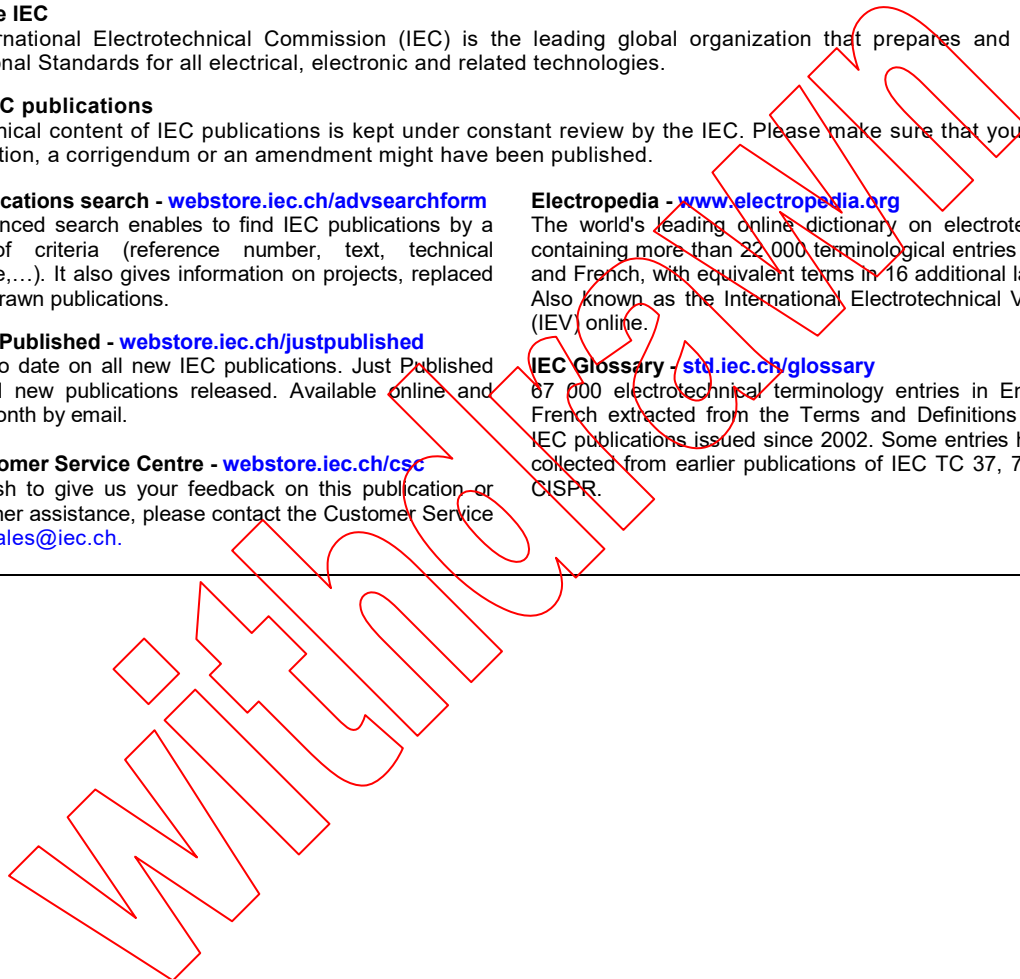 e IEC
rnational Electrotechnical Commission (IEC) is the leading global organization that prepares and
onal Standards for all electrical, electronic and related technologies.
C publications
nical content of IEC publications is kept under constant review by the IEC. Please make sure that you
tion, a corrigendum or an amendment might have been published.
cations search - webstore.iec.ch/advsearchform
nced search enables to find IEC publications by a
of criteria (reference number, text, technical
e,…). It also gives information on projects, replaced
rawn publications.
Published - webstore.iec.ch/justpublished
o date on all new IEC publications. Just Published
l new publications released. Available online and
onth by email.
omer Service Centre - webstore.iec.ch/csc
sh to give us your feedback on this publication or
her assistance, please contact the Customer Service
ales@iec.ch.
Electropedia - www.electropedia.org
The world's leading online dictionary on electrote
containing more than 22 000 terminological entries
and French, with equivalent terms in 16 additional la
Also known as the International Electrotechnical V
(IEV) online.
IEC Glossary - std.iec.ch/glossary
67 000 electrotechnical terminology entries in En
French extracted from the Terms and Definitions
IEC publications issued since 2002. Some entries h
collected from earlier publications of IEC TC 37, 7
CISPR.
withdrawn